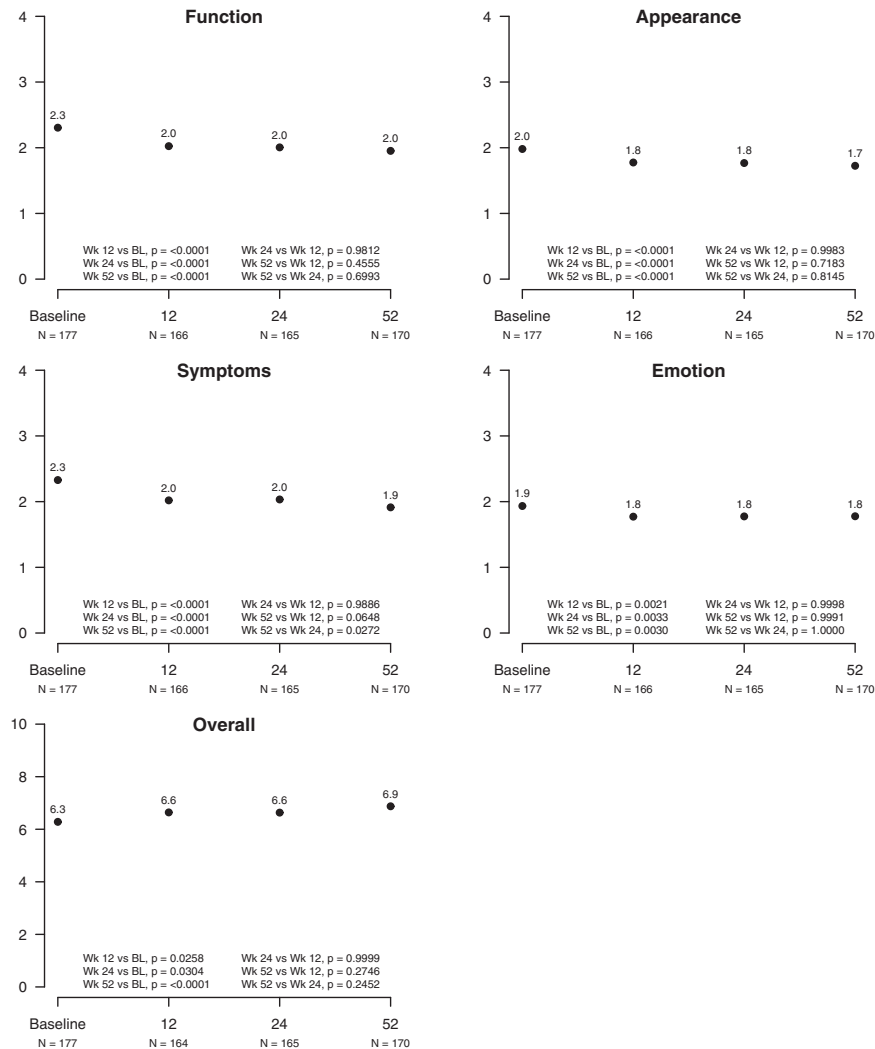 Function
4
3
2
1
0
2.3
2.0
2.0
2.0
Wk 12 vs BL, p = <0.0001 Wk 24 vs Wk 12, p = 0.9812
Wk 24 vs BL, p = <0.0001 Wk 52 vs Wk 12, p = 0.4555
Wk 52 vs BL, p = <0.0001 Wk 52 vs Wk 24, p = 0.6993
Baseline 12 24 52
N = 177 N = 166 N = 165 N = 170
Appearance
4
3
2
1
0
2.0
1.8
1.8
1.7
Wk 12 vs BL, p = <0.0001 Wk 24 vs Wk 12, p = 0.9983
Wk 24 vs BL, p = <0.0001 Wk 52 vs Wk 12, p = 0.7183
Wk 52 vs BL, p = <0.0001 Wk 52 vs Wk 24, p = 0.8145
Baseline 12 24 52
N = 177 N = 166 N = 165 N = 170
Symptoms
4
3
2
1
0
2.3
2.0
2.0
1.9
Wk 12 vs BL, p = <0.0001 Wk 24 vs Wk 12, p = 0.9886
Wk 24 vs BL, p = <0.0001 Wk 52 vs Wk 12, p = 0.0648
Wk 52 vs BL, p = <0.0001 Wk 52 vs Wk 24, p = 0.0272
Baseline 12 24 52
N = 177 N = 166 N = 165 N = 170
Emotion
4
3
2
1
0
1.9
1.8
1.8
1.8
Wk 12 vs BL, p = 0.0021 Wk 24 vs Wk 12, p = 0.9998
Wk 24 vs BL, p = 0.0033 Wk 52 vs Wk 12, p = 0.9991
Wk 52 vs BL, p = 0.0030 Wk 52 vs Wk 24, p = 1.0000
Baseline 12 24 52
N = 177 N = 166 N = 165 N = 170
Overall
10
8
6
4
2
0
6.3
6.6
6.6
6.9
Wk 12 vs BL, p = 0.0258 Wk 24 vs Wk 12, p = 0.9999
Wk 24 vs BL, p = 0.0304 Wk 52 vs Wk 12, p = 0.2746
Wk 52 vs BL, p = <0.0001 Wk 52 vs Wk 24, p = 0.2452
Baseline 12 24 52
N = 177 N = 164 N = 165 N = 170